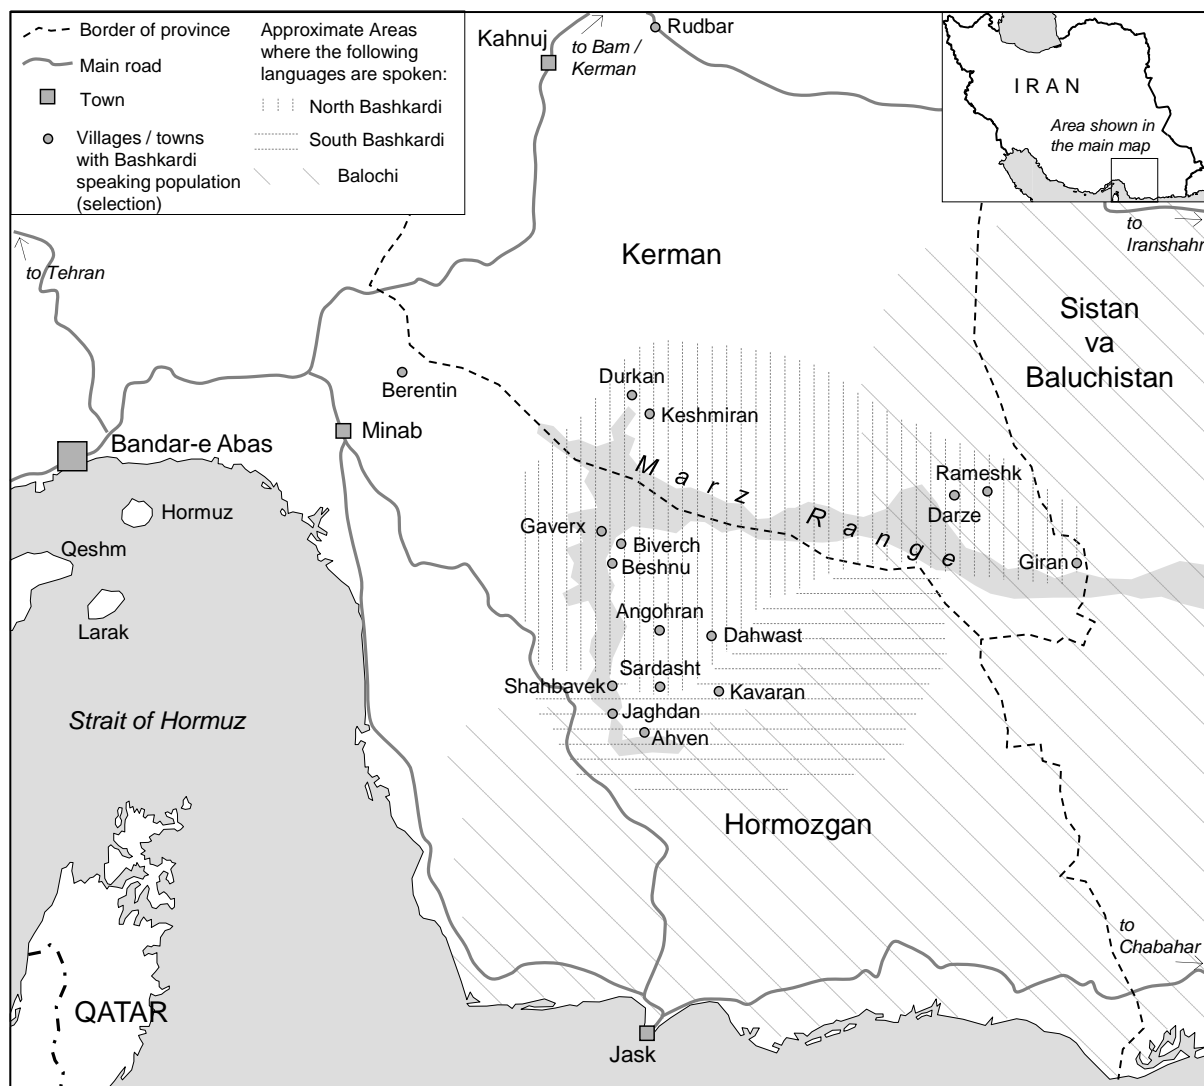 Border of province
Main road
Town
Villages / towns
with Bashkardi
speaking population
(selection)
Approximate Areas
where the following
languages are spoken:
North Bashkardi
South Bashkardi
Balochi
Kahnuj
to Bam /
Kerman
Rudbar
IRAN
Area shown in
the main map
to
Iranshahr
to Tehran
Kerman
Sistan
va
Baluchistan
Berentin
Durkan
Keshmiran
Minab
Bandar-e Abas
Marz Range
Rameshk
Darze
Hormuz
Gaverx
Biverch
Beshnu
Giran
Qeshm
Larak
Angohran
Dahwast
Sardasht
Shahbavek
Kavaran
Jaghdan
Ahven
Strait of Hormuz
Hormozgan
to
Chabahar
QATAR
Jask